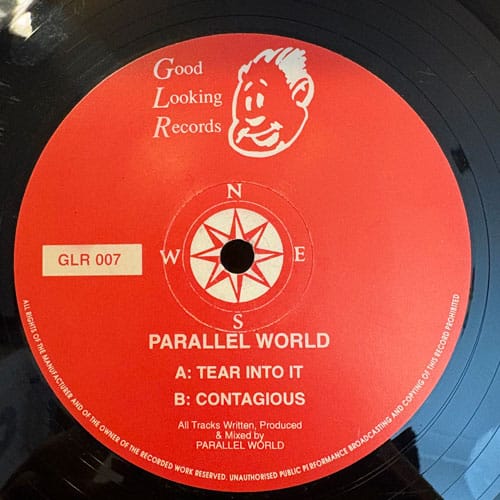 Good
Looking
Records
N
W
E
S
GLR 007
PARALLEL WORLD
A: TEAR INTO IT
B: CONTAGIOUS
All Tracks Written, Produced
& Mixed by
PARALLEL WORLD
ALL RIGHTS OF THE MANUFACTURER AND OF THE OWNER OF THE RECORDED WORK RESERVED. UNAUTHORISED PUBLIC PERFORMANCE BROADCASTING AND COPYING OF THIS RECORD PROHIBITED